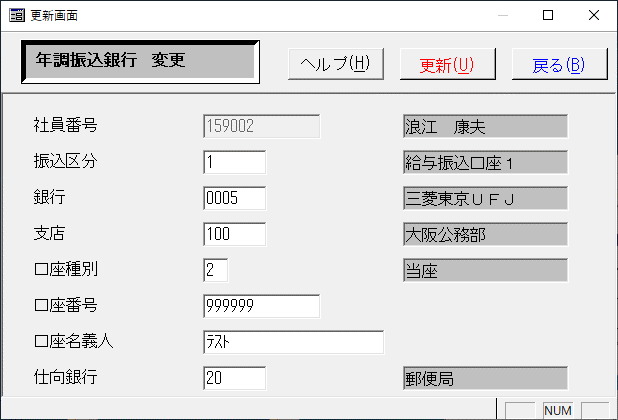 更新画面
年調振込銀行　変更 ヘルプ(H) 更新(U) 戻る(B)
社員番号 159002 浪江　康夫
振込区分 1 給与振込口座１
銀行 0005 三菱東京ＵＦＪ
支店 100 大阪公務部
口座種別 2 当座
口座番号 999999
口座名義人 ﾃｽﾄ
仕向銀行 20 郵便局
NUM